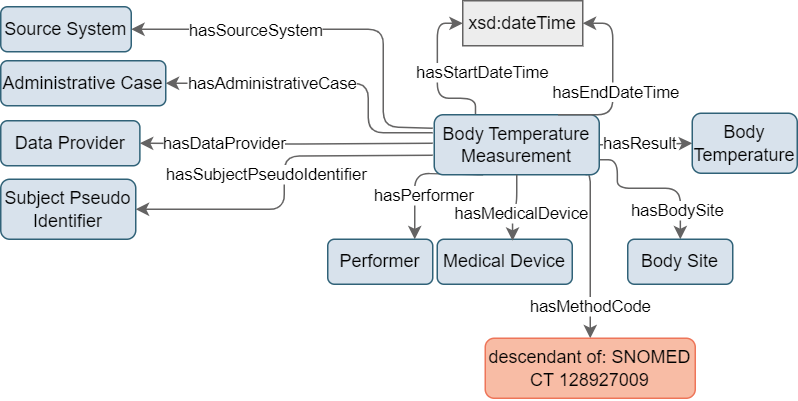 Source System
hasSourceSystem
xsd:dateTime
hasStartDateTime
hasEndDateTime
Administrative Case
hasAdministrativeCase
Data Provider
hasDataProvider
Body Temperature
Measurement
hasResult
Body
Temperature
hasSubjectPseudoIdentifier
Subject Pseudo
Identifier
hasPerformer
hasMedicalDevice
hasBodySite
Performer
Medical Device
Body Site
hasMethodCode
descendant of: SNOMED
CT 128927009